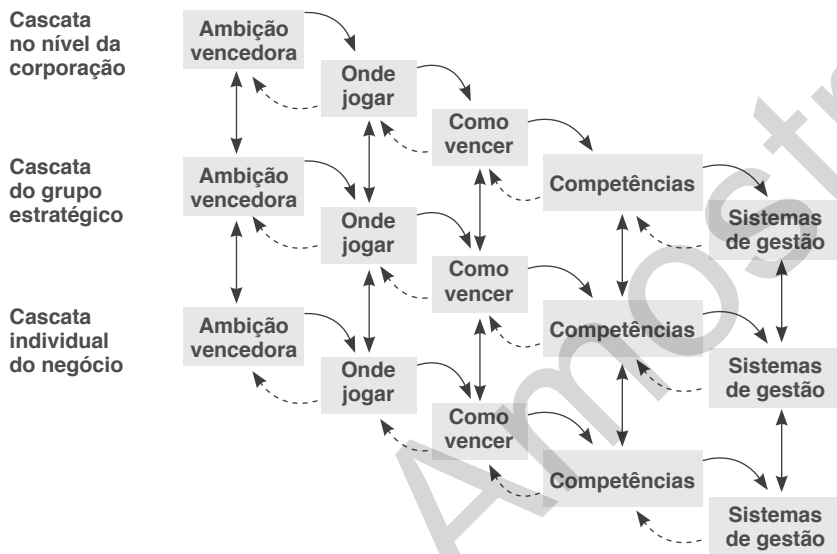 Cascata
no nível da
corporação
Ambição
vencedora
Onde
jogar
Como
vencer
Competências
Sistemas
de gestão
Cascata
do grupo
estratégico
Ambição
vencedora
Onde
jogar
Como
vencer
Competências
Sistemas
de gestão
Cascata
individual
do negócio
Ambição
vencedora
Onde
jogar
Como
vencer
Competências
Sistemas
de gestão
Amostr